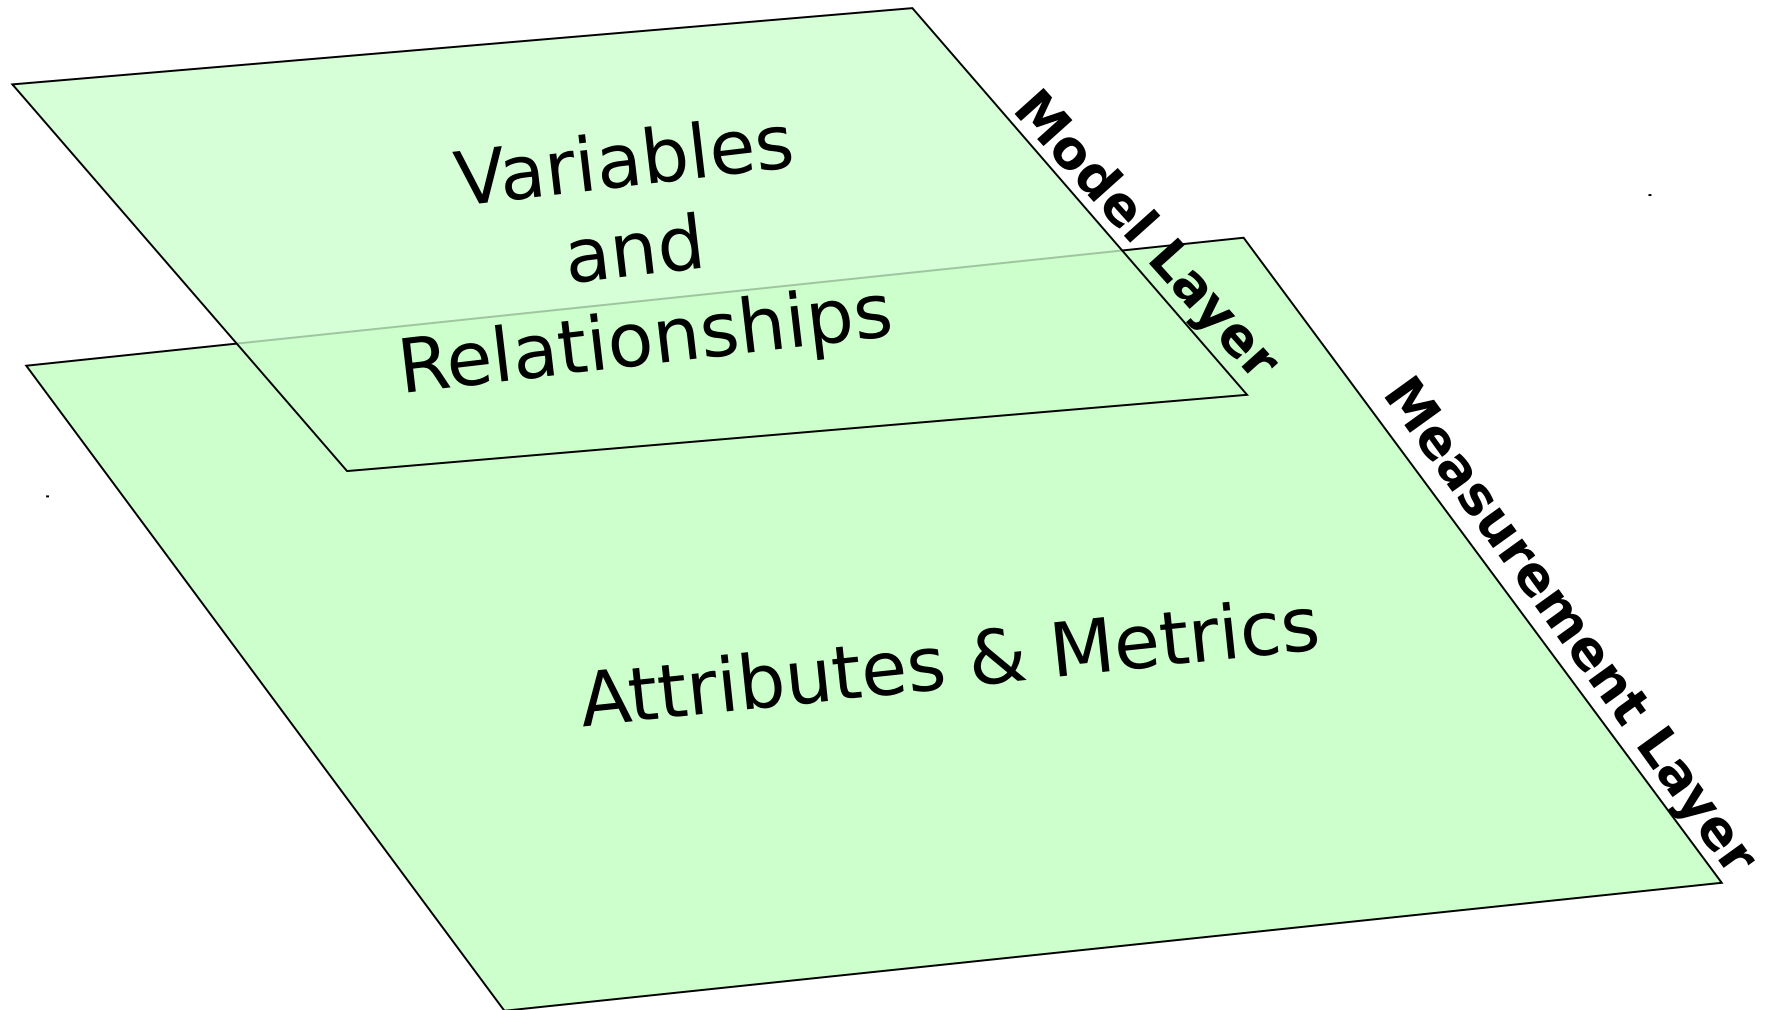 Variables
and
Relationships
Model Layer
Attributes & Metrics
Measurement Layer